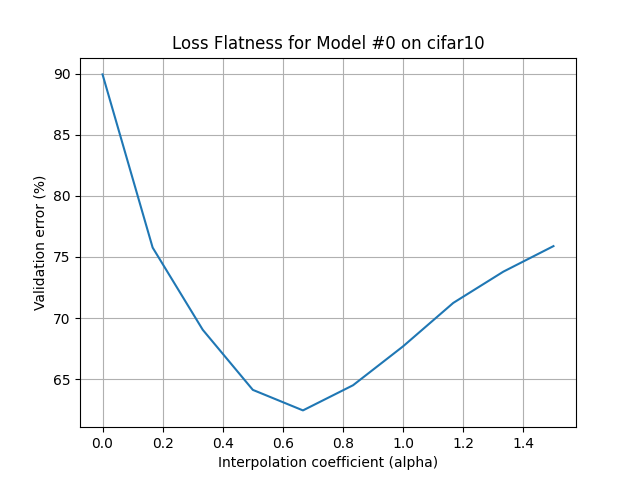 Loss Flatness for Model #0 on cifar10
90
85
80
75
70
65
Validation error (%)
0.0 0.2 0.4 0.6 0.8 1.0 1.2 1.4
Interpolation coefficient (alpha)